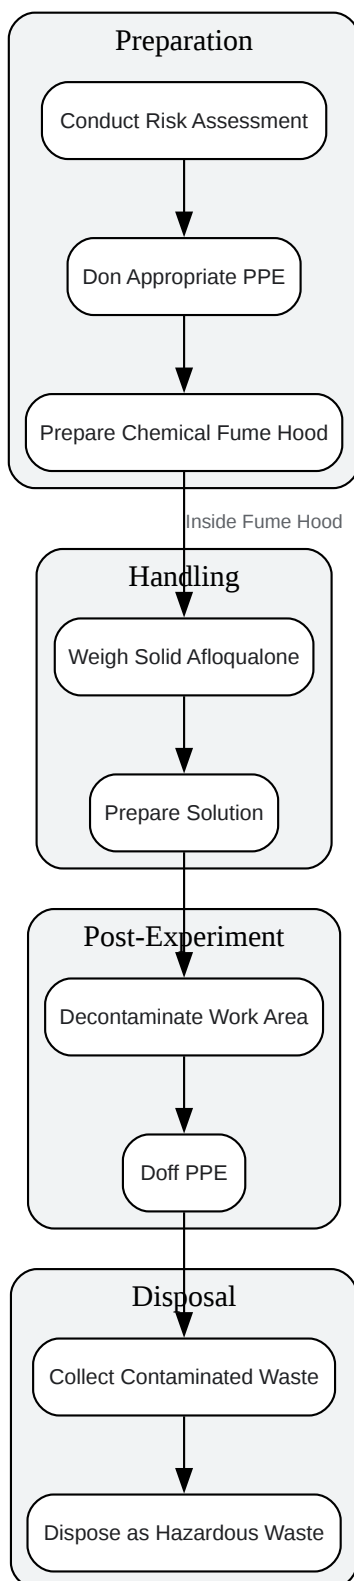 Preparation
Conduct Risk Assessment
Don Appropriate PPE
Prepare Chemical Fume Hood
Inside Fume Hood
Handling
Weigh Solid Afloqualone
Prepare Solution
Post-Experiment
Decontaminate Work Area
Doff PPE
Disposal
Collect Contaminated Waste
Dispose as Hazardous Waste